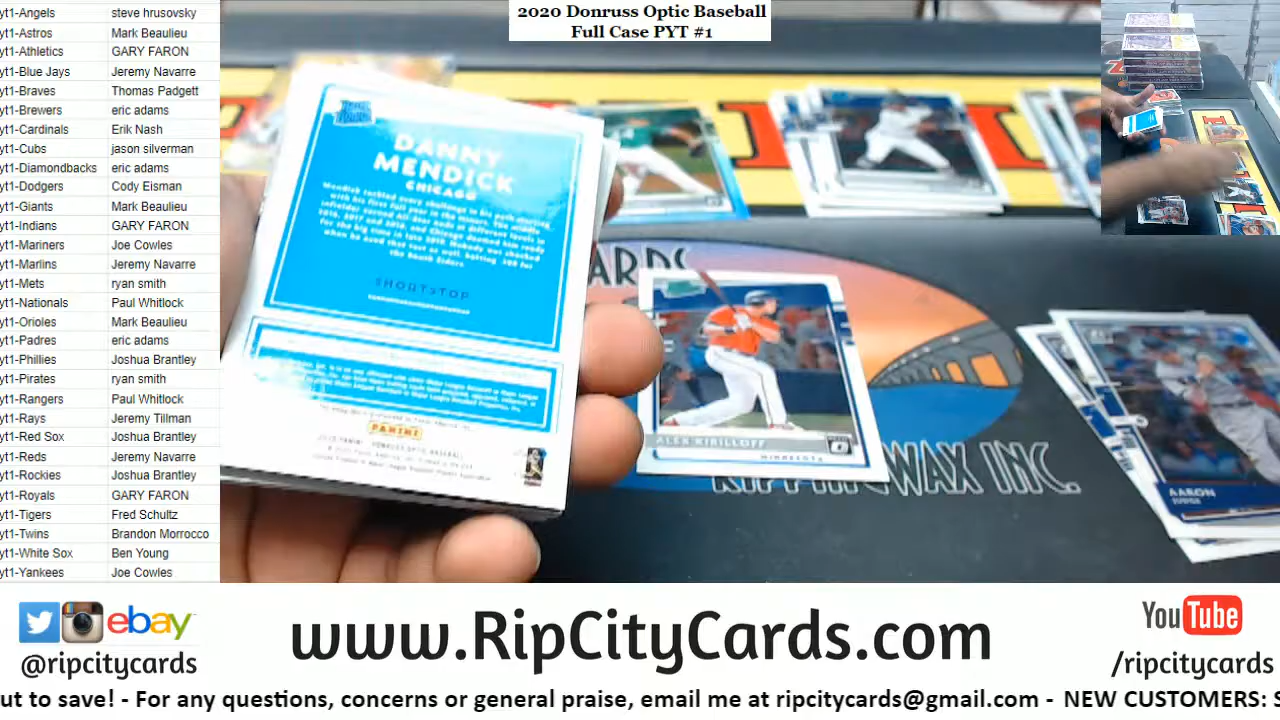 2020 Donruss Optic Baseball
Full Case PYT #1
yt1-Angels steve hrusovsky
yt1-Astros Mark Beaulieu
yt1-Athletics GARY FARON
yt1-Blue Jays Jeremy Navarre
yt1-Braves Thomas Padgett
yt1-Brewers eric adams
yt1-Cardinals Erik Nash
yt1-Cubs jason silverman
yt1-Diamondbacks eric adams
yt1-Dodgers Cody Eisman
yt1-Giants Mark Beaulieu
yt1-Indians GARY FARON
yt1-Mariners Joe Cowles
yt1-Marlins Jeremy Navarre
yt1-Mets ryan smith
yt1-Nationals Paul Whitlock
yt1-Orioles Mark Beaulieu
yt1-Padres eric adams
yt1-Phillies Joshua Brantley
yt1-Pirates ryan smith
yt1-Rangers Paul Whitlock
yt1-Rays Jeremy Tillman
yt1-Red Sox Joshua Brantley
yt1-Reds Jeremy Navarre
yt1-Rockies Joshua Brantley
yt1-Royals GARY FARON
yt1-Tigers Fred Schultz
yt1-Twins Brandon Morrocco
yt1-White Sox Ben Young
yt1-Yankees Joe Cowles
DANNY
MENDICK
CHICAGO
SHORTSTOP
PANINI
ARDS
ALEX KIRILLOFF
MINNESOTA
WAX INC.
AARON
JUDGE
ebay
@ripcitycards
www.RipCityCards.com
YouTube
/ripcitycards
ut to save! - For any questions, concerns or general praise, email me at ripcitycards@gmail.com - NEW CUSTOMERS: S